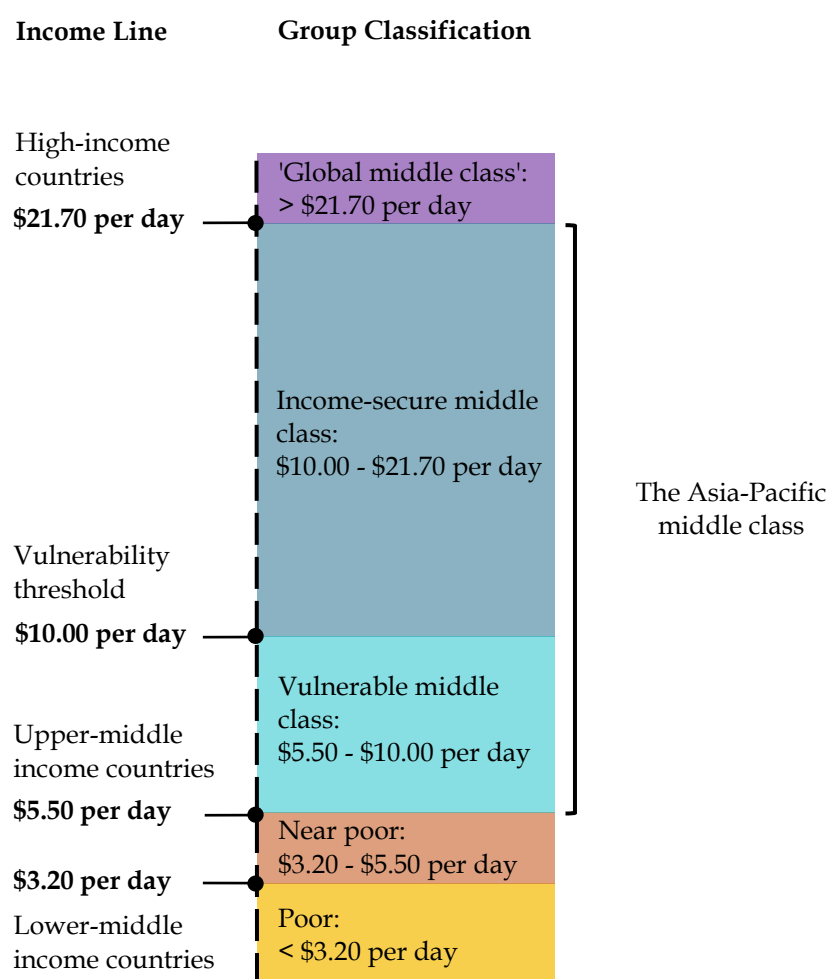 Income Line
Group Classification
High-income
countries
$21.70 per day
'Global middle class':
> $21.70 per day
Income-secure middle
class:
$10.00 - $21.70 per day
The Asia-Pacific
middle class
Vulnerability
threshold
$10.00 per day
Vulnerable middle
class:
$5.50 - $10.00 per day
Upper-middle
income countries
$5.50 per day
Near poor:
$3.20 - $5.50 per day
$3.20 per day
Lower-middle
income countries
Poor:
< $3.20 per day